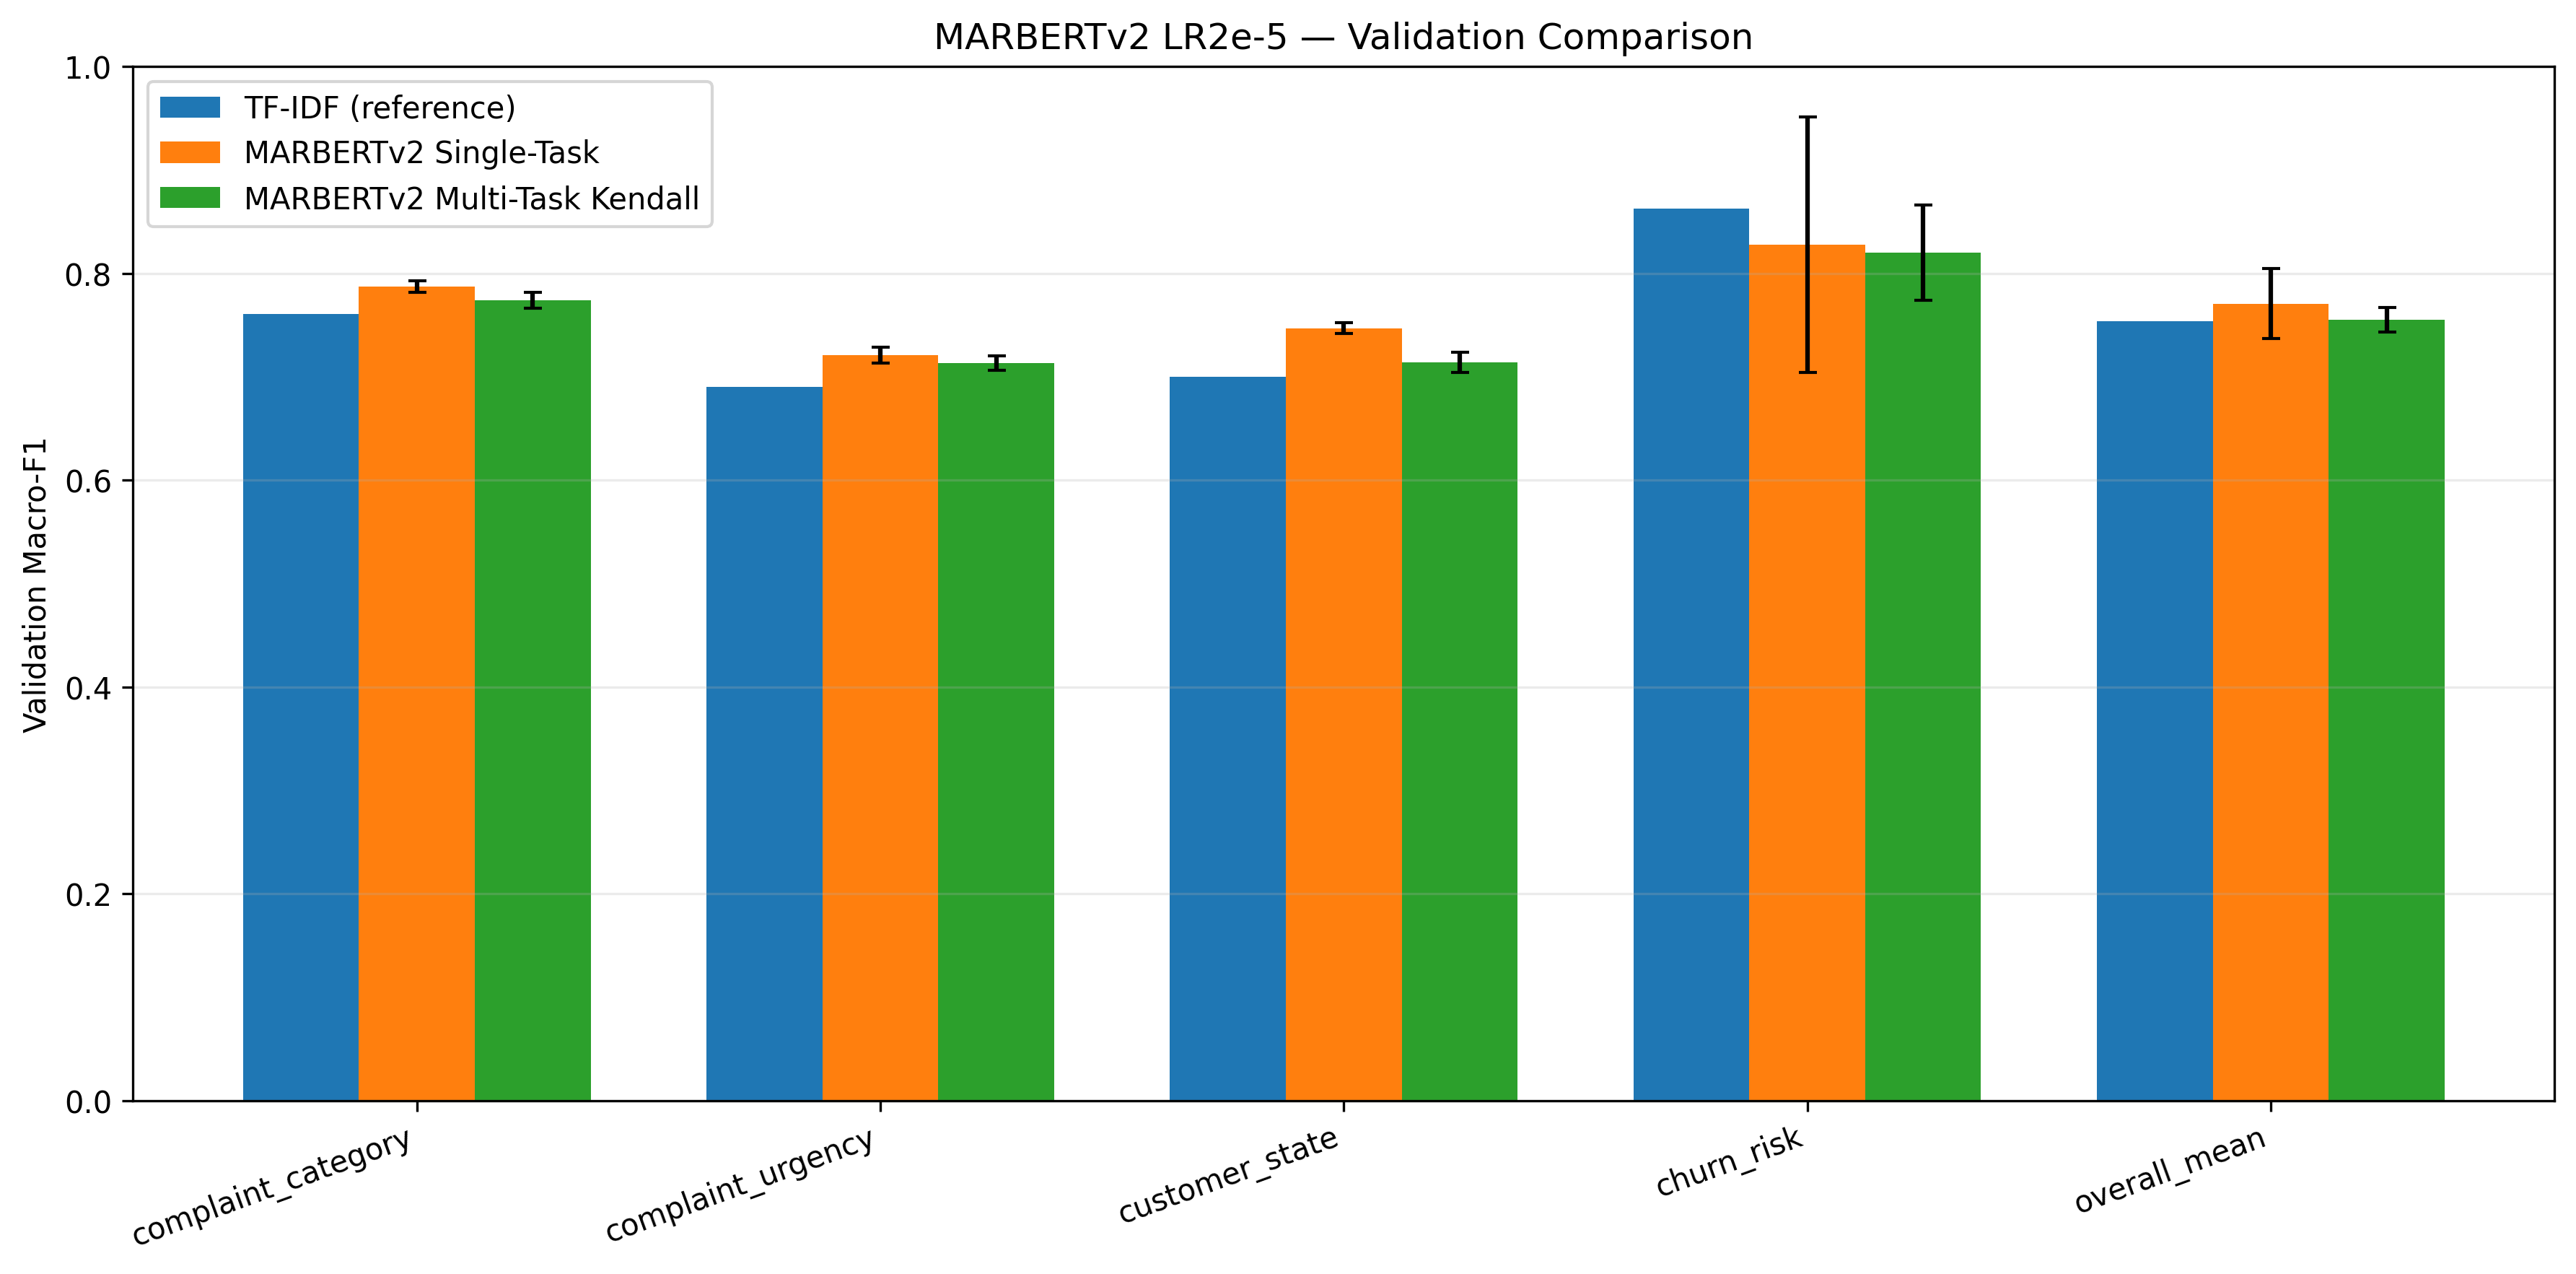 MARBERTv2 LR2e-5 — Validation Comparison
TF-IDF (reference)
MARBERTv2 Single-Task
MARBERTv2 Multi-Task Kendall
Validation Macro-F1
1.0
0.8
0.6
0.4
0.2
0.0
complaint_category
complaint_urgency
customer_state
churn_risk
overall_mean